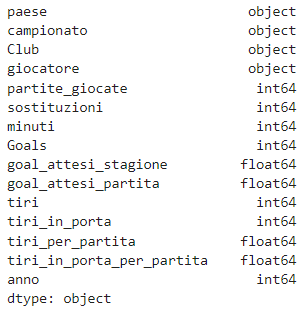 paese object
campionato object
Club object
giocatore object
partite_giocate int64
sostituzioni int64
minuti int64
Goals int64
goal_attesi_stagione float64
goal_attesi_partita float64
tiri int64
tiri_in_porta int64
tiri_per_partita float64
tiri_in_porta_per_partita float64
anno int64
dtype: object